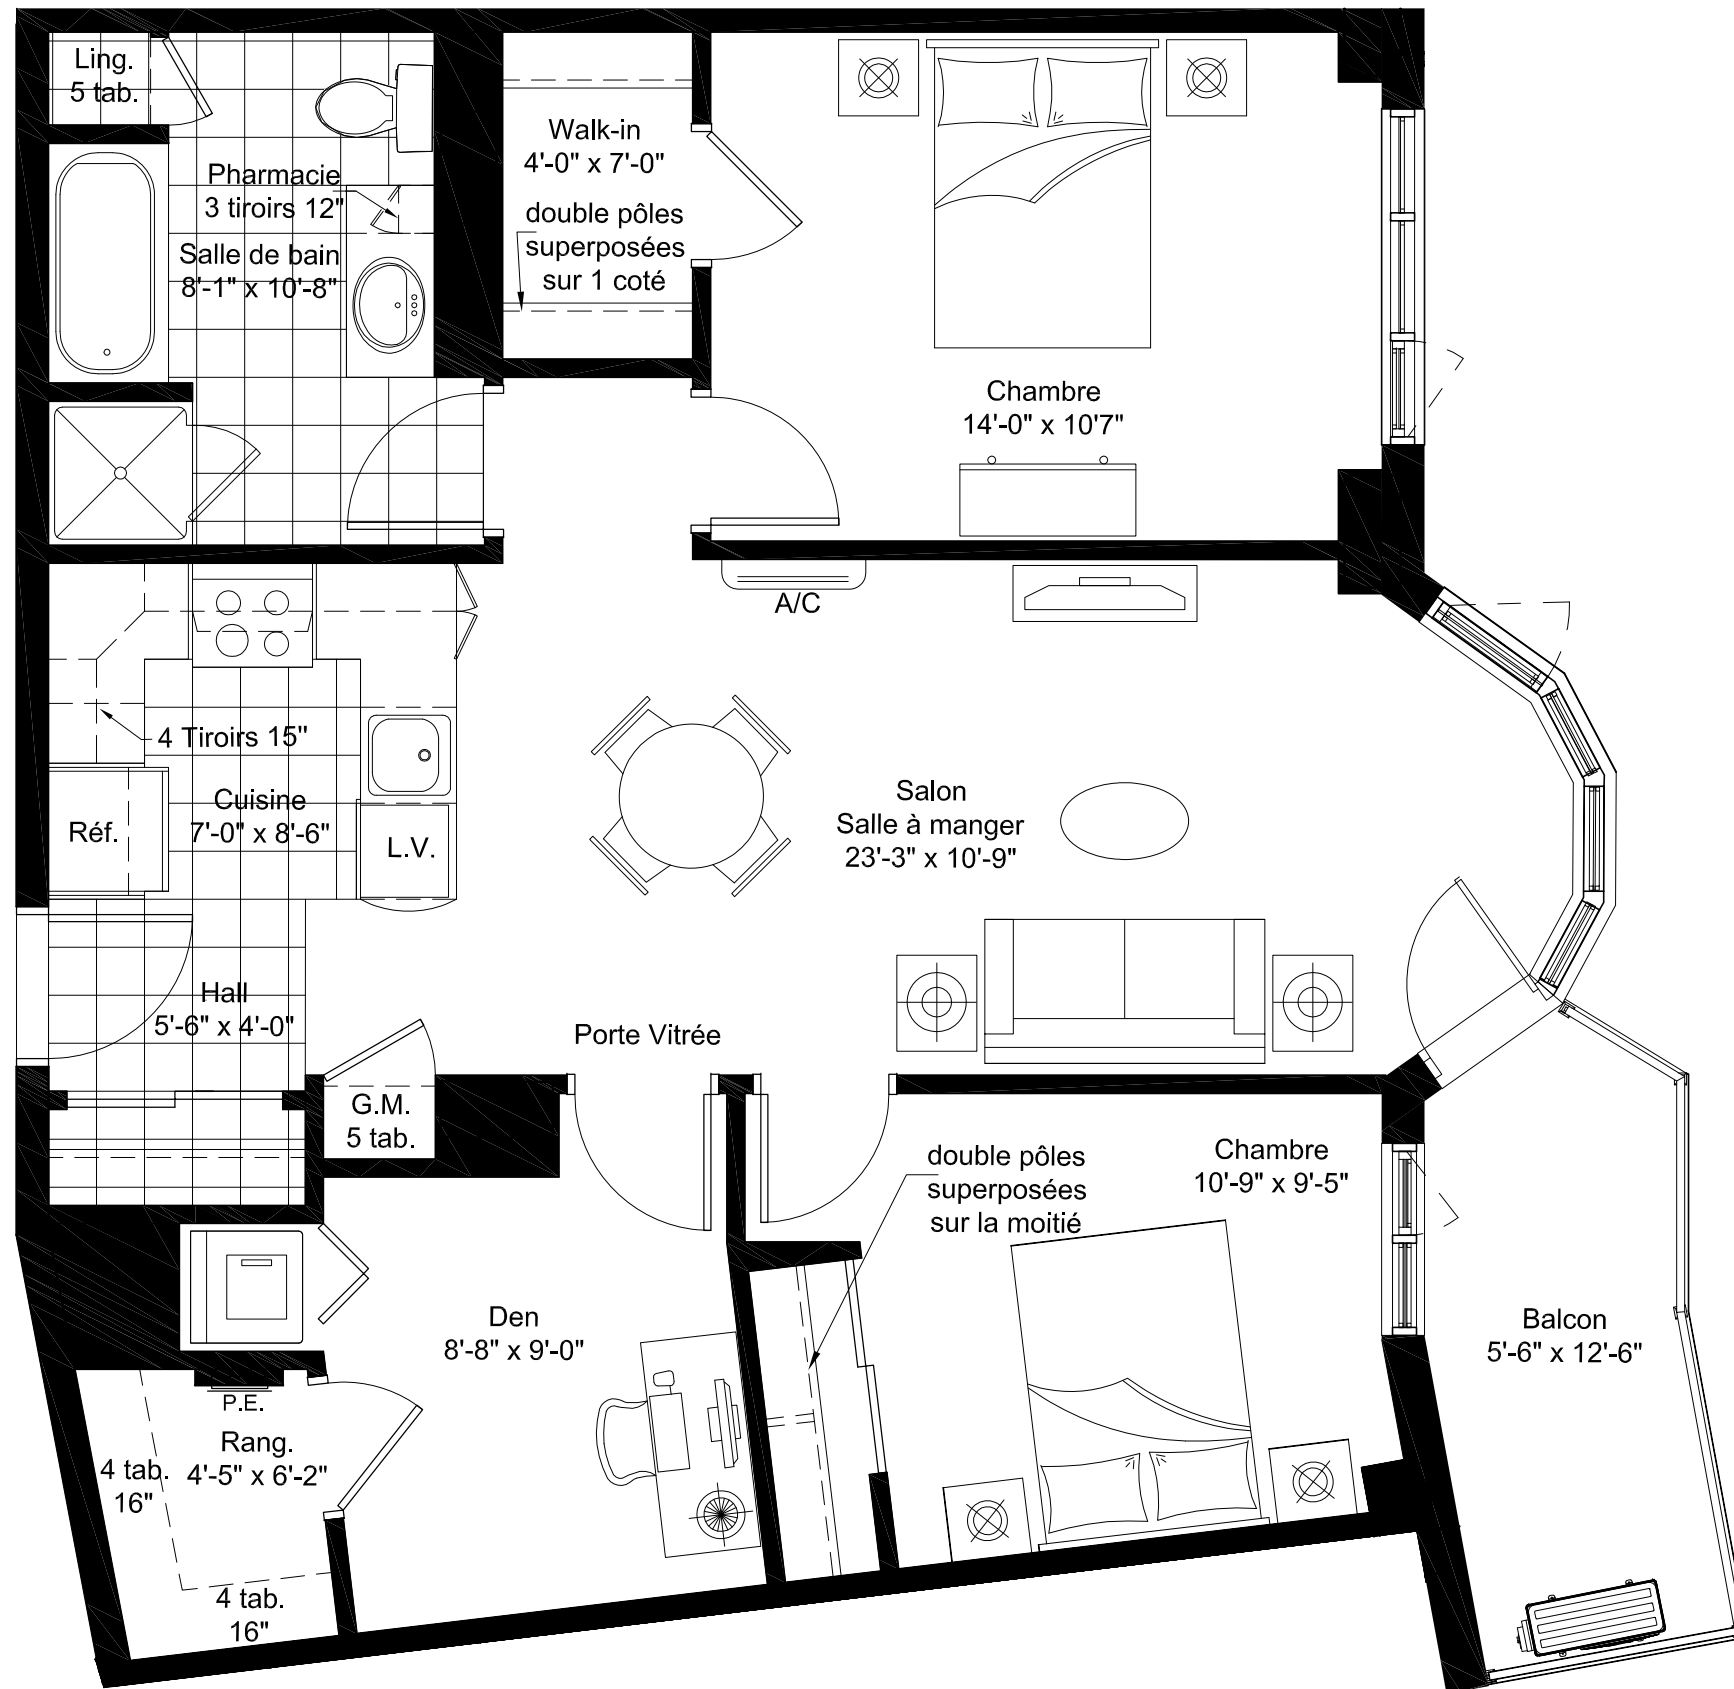 Ling.
5 tab.
Pharmacie
3 tiroirs 12"
Salle de bain
8'-1" x 10'-8"
Walk-in
4'-0" x 7'-0"
double pôles
superposées
sur 1 coté
Chambre
14'-0" x 10'7"
A/C
4 Tiroirs 15"
Cuisine
7'-0" x 8'-6"
Réf.
L.V.
Salon
Salle à manger
23'-3" x 10'-9"
Hall
5'-6" x 4'-0"
Porte Vitrée
G.M.
5 tab.
double pôles
superposées
sur la moitié
Chambre
10'-9" x 9'-5"
Den
8'-8" x 9'-0"
Balcon
5'-6" x 12'-6"
P.E.
Rang.
4'-5" x 6'-2"
4 tab.
16"
4 tab.
16"